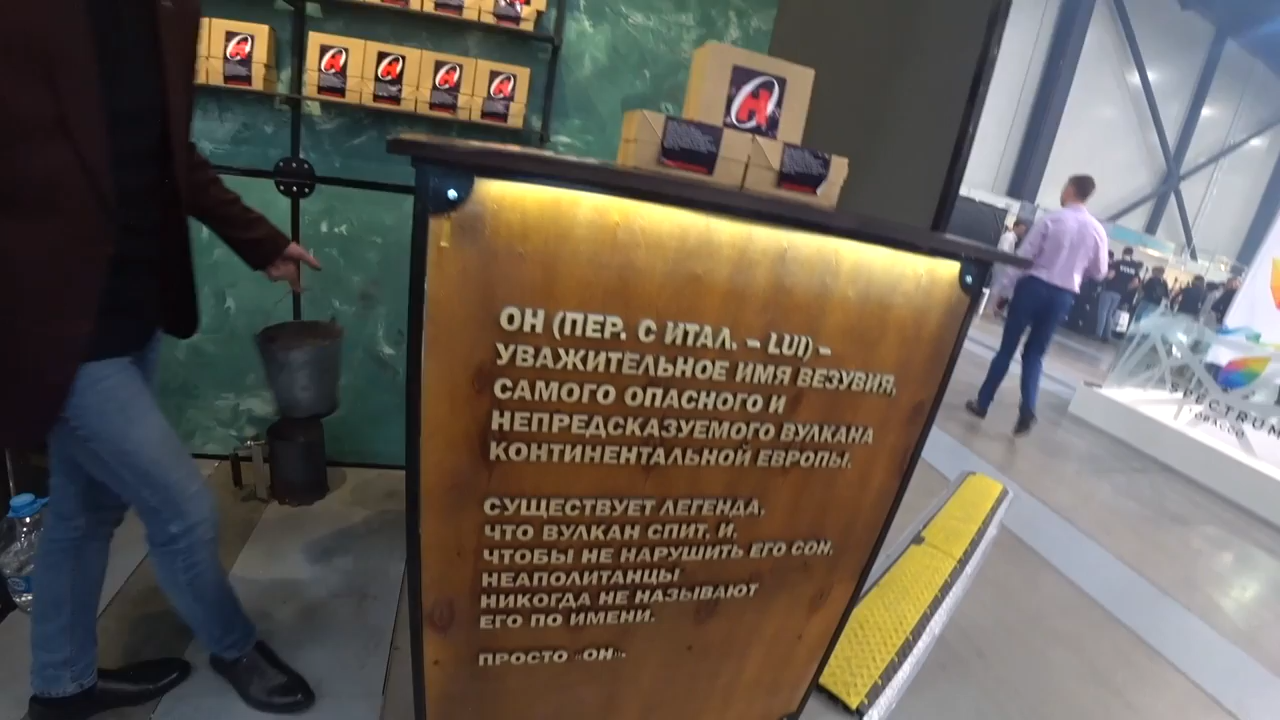 ОН (ПЕР. С ИТАЛ. – LUI) –
УВАЖИТЕЛЬНОЕ ИМЯ ВЕЗУВИЯ,
САМОГО ОПАСНОГО И
НЕПРЕДСКАЗУЕМОГО ВУЛКАНА
КОНТИНЕНТАЛЬНОЙ ЕВРОПЫ.
СУЩЕСТВУЕТ ЛЕГЕНДА,
ЧТО ВУЛКАН СПИТ, И,
ЧТОБЫ НЕ НАРУШИТЬ ЕГО СОН,
НЕАПОЛИТАНЦЫ
НИКОГДА НЕ НАЗЫВАЮТ
ЕГО ПО ИМЕНИ.
ПРОСТО «ОН».